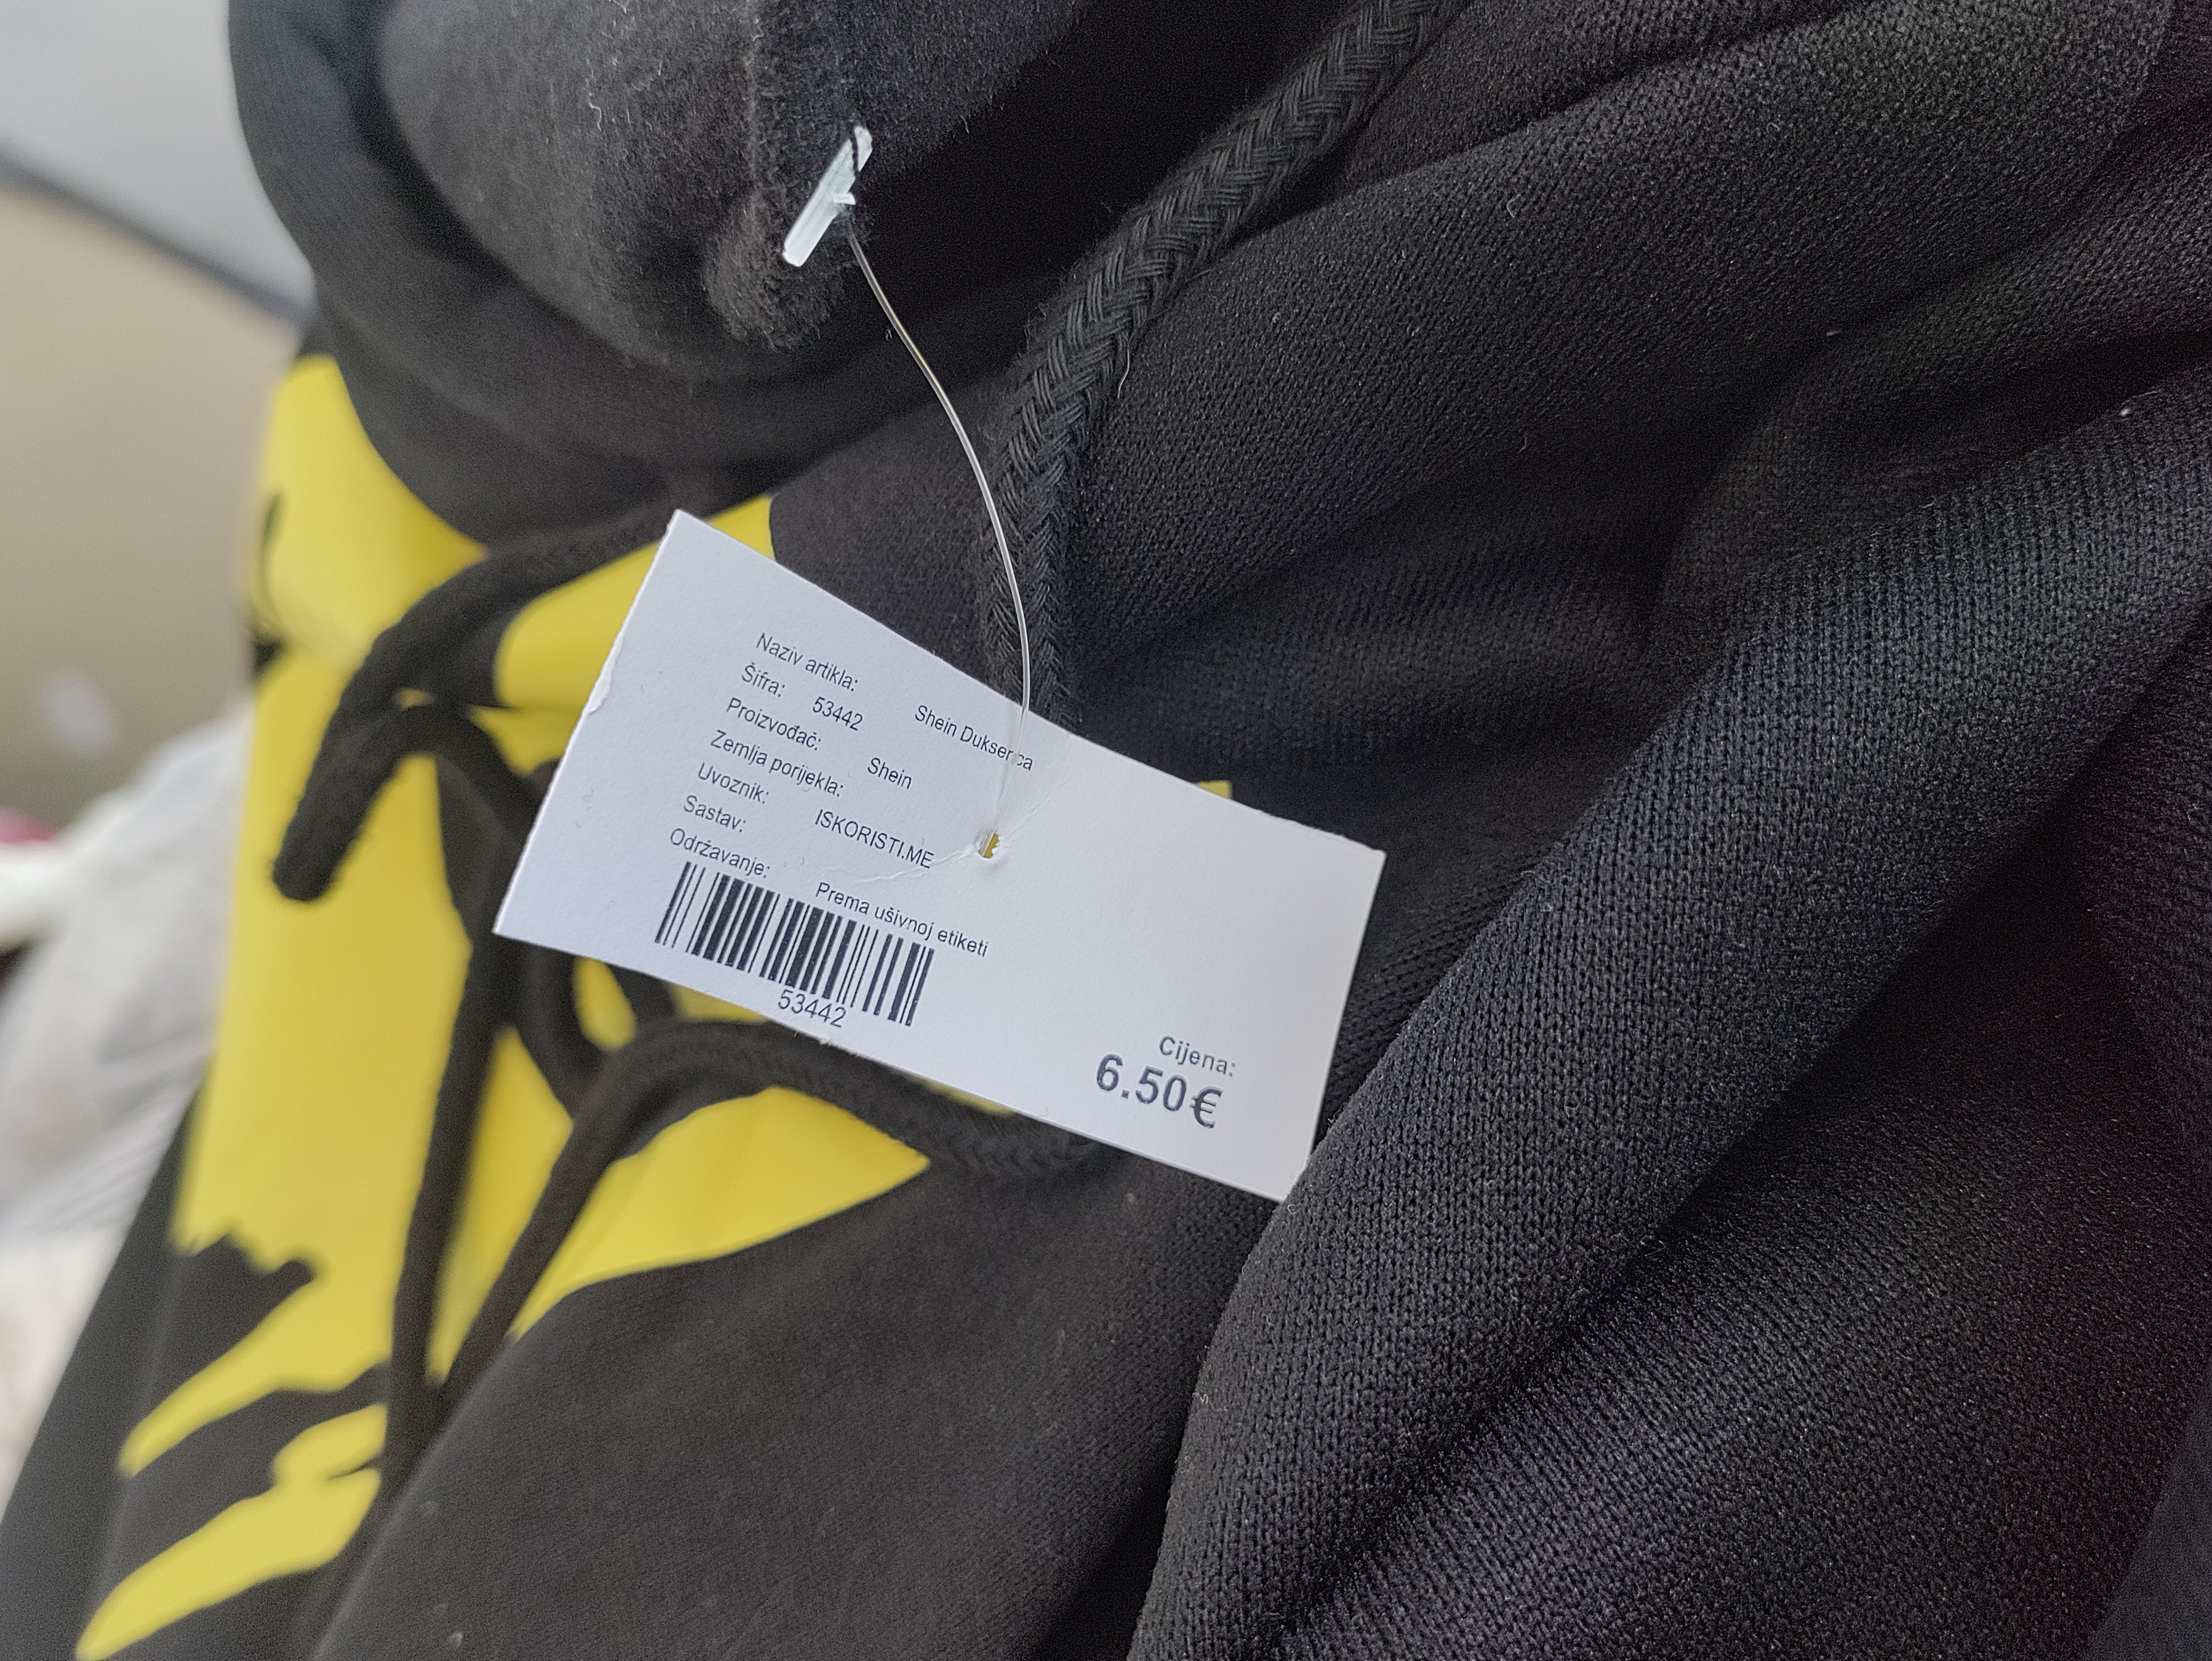 Naziv artikla: Shein Dukserica
Šifra: 53442
Proizvođač: Shein
Zemlja porijekla:
Uvoznik: ISKORISTI.ME
Sastav:
Održavanje: Prema ušivnoj etiketi
53442
Cijena:
6.50€